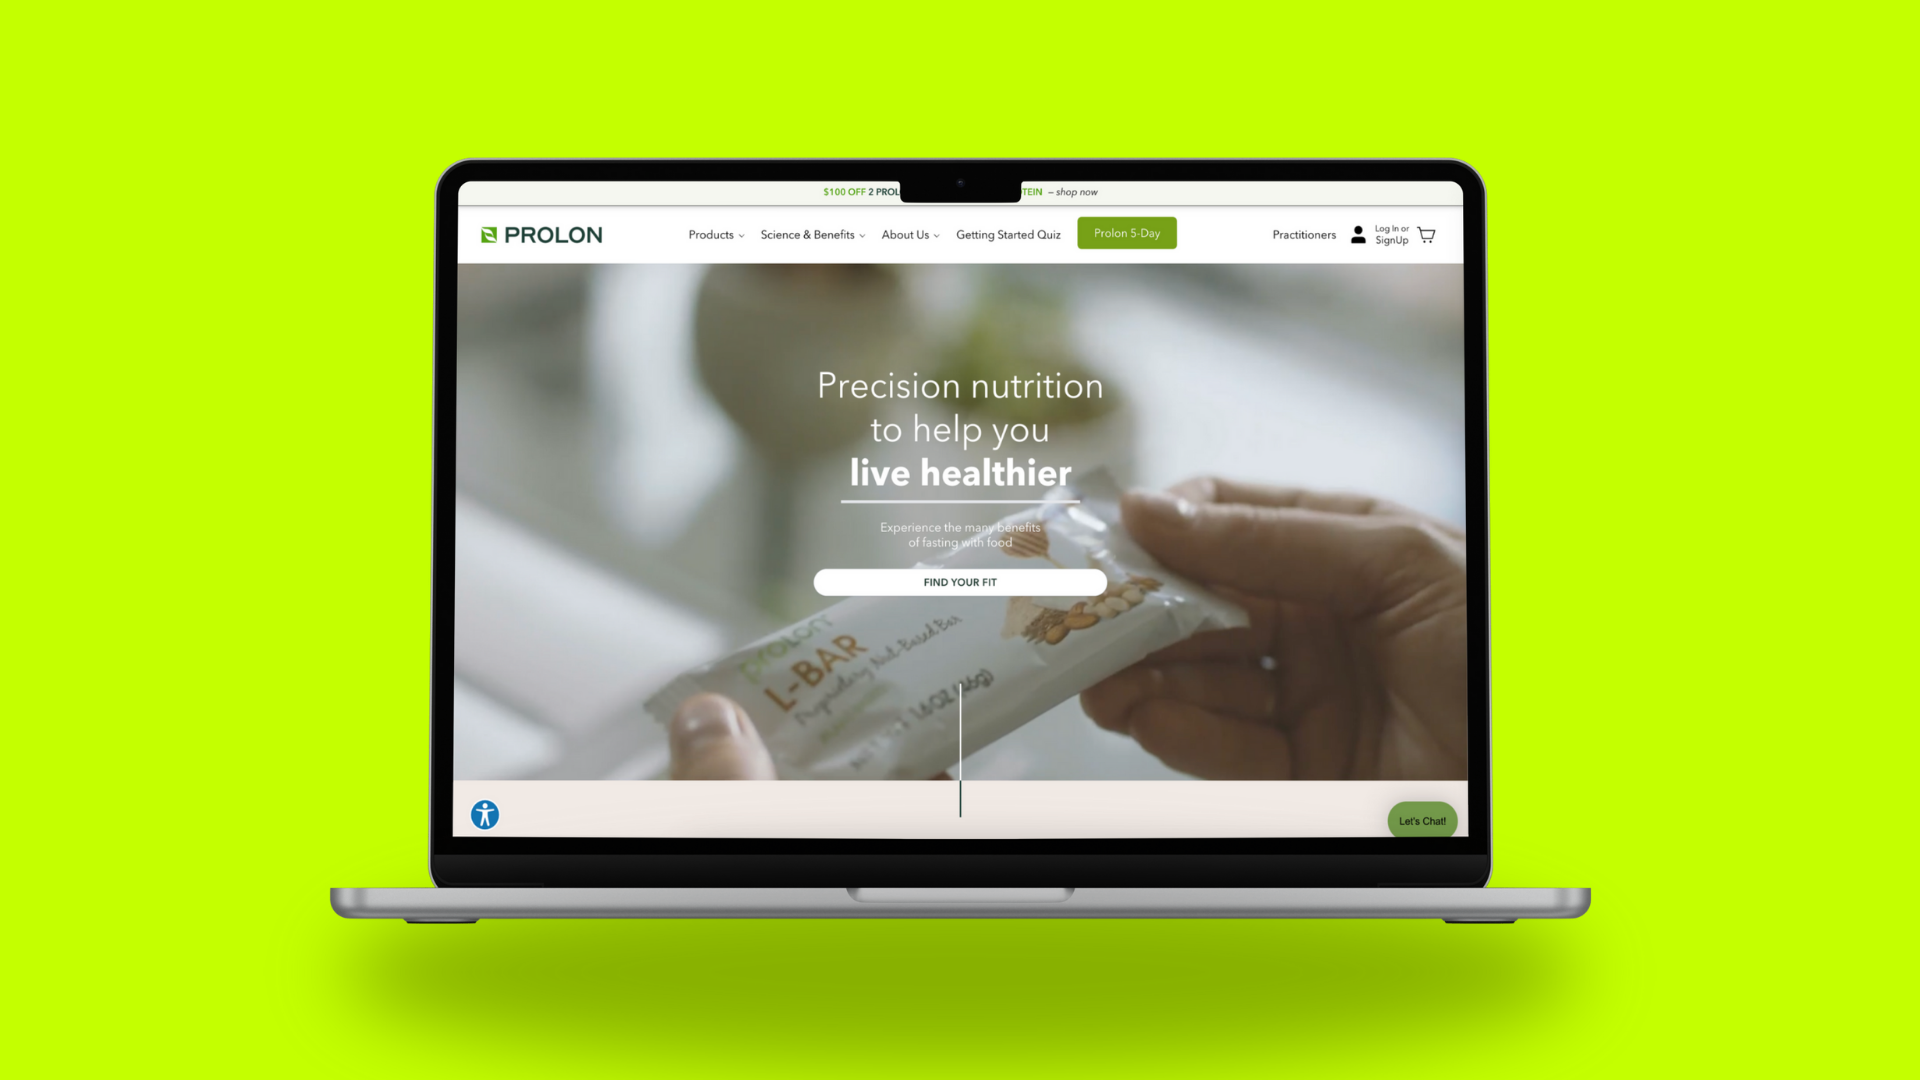 $100 OFF 2 PROL TEIN – shop now
PROLON
Products
Science & Benefits
About Us
Getting Started Quiz
Prolon 5-Day
Practitioners
Log In or
SignUp
Precision nutrition
to help you
live healthier
Experience the many benefits
of fasting with food
FIND YOUR FIT
PROLON
L-BAR
Proprietary Nut-Based Bar
1.6 OZ (45g)
Let's Chat!